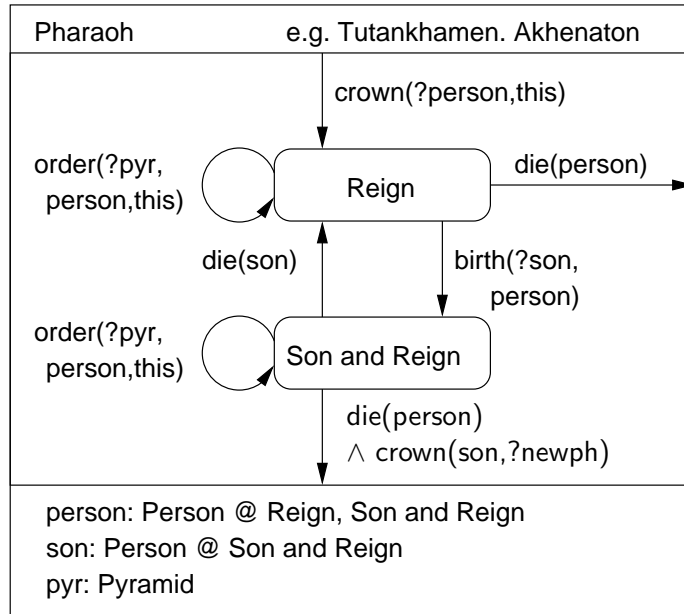 Pharaoh e.g. Tutankhamen. Akhenaton
crown(?person,this)
order(?pyr,
person,this)
Reign
die(person)
die(son)
birth(?son,
person)
order(?pyr,
person,this)
Son and Reign
die(person)
∧ crown(son,?newph)
person: Person @ Reign, Son and Reign
son: Person @ Son and Reign
pyr: Pyramid